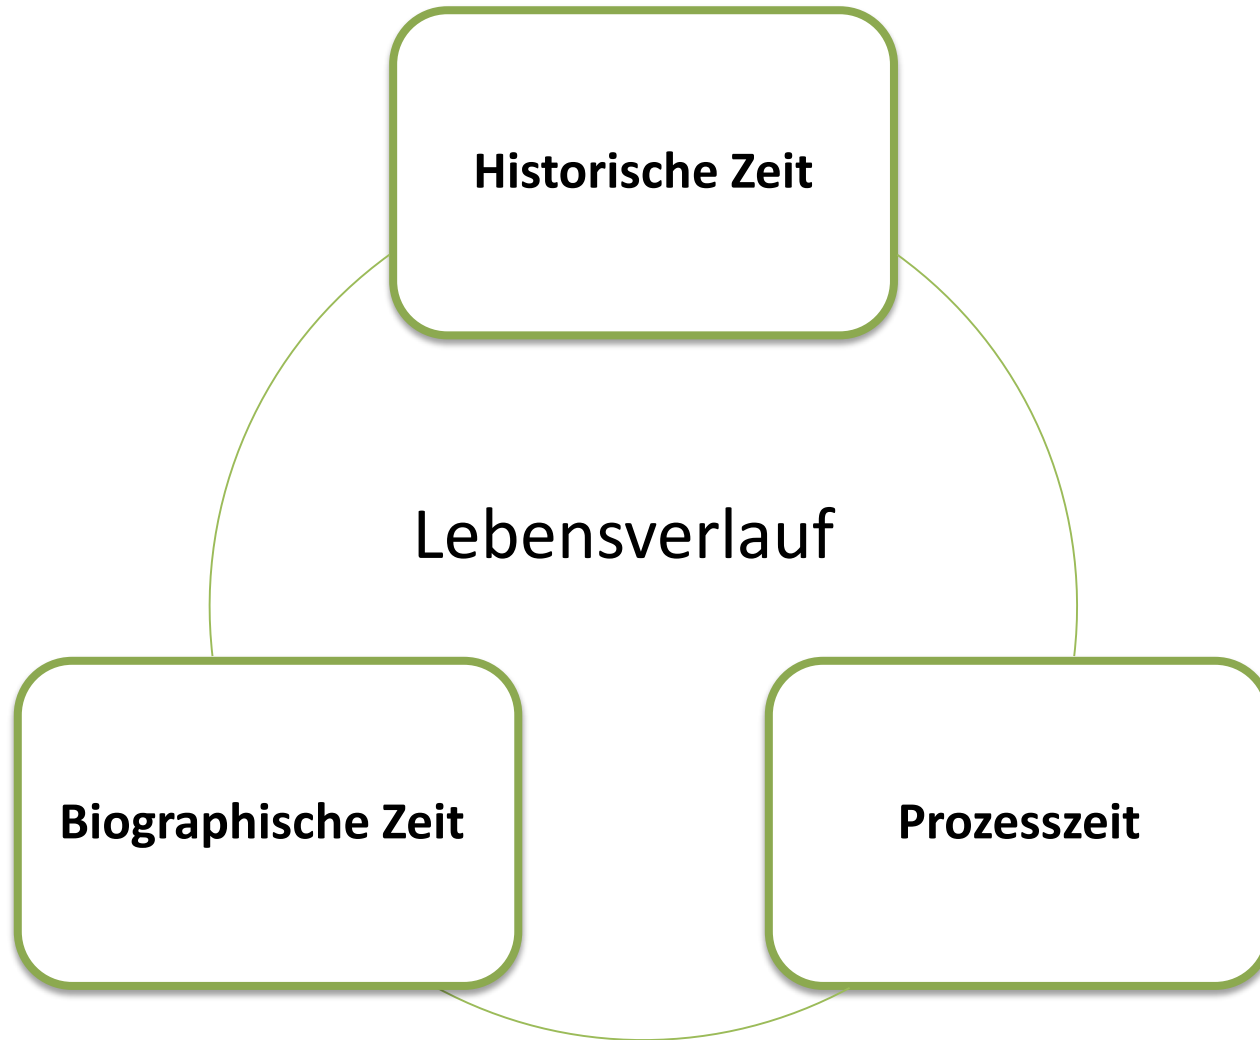 Historische Zeit
Lebensverlauf
Biographische Zeit
Prozesszeit